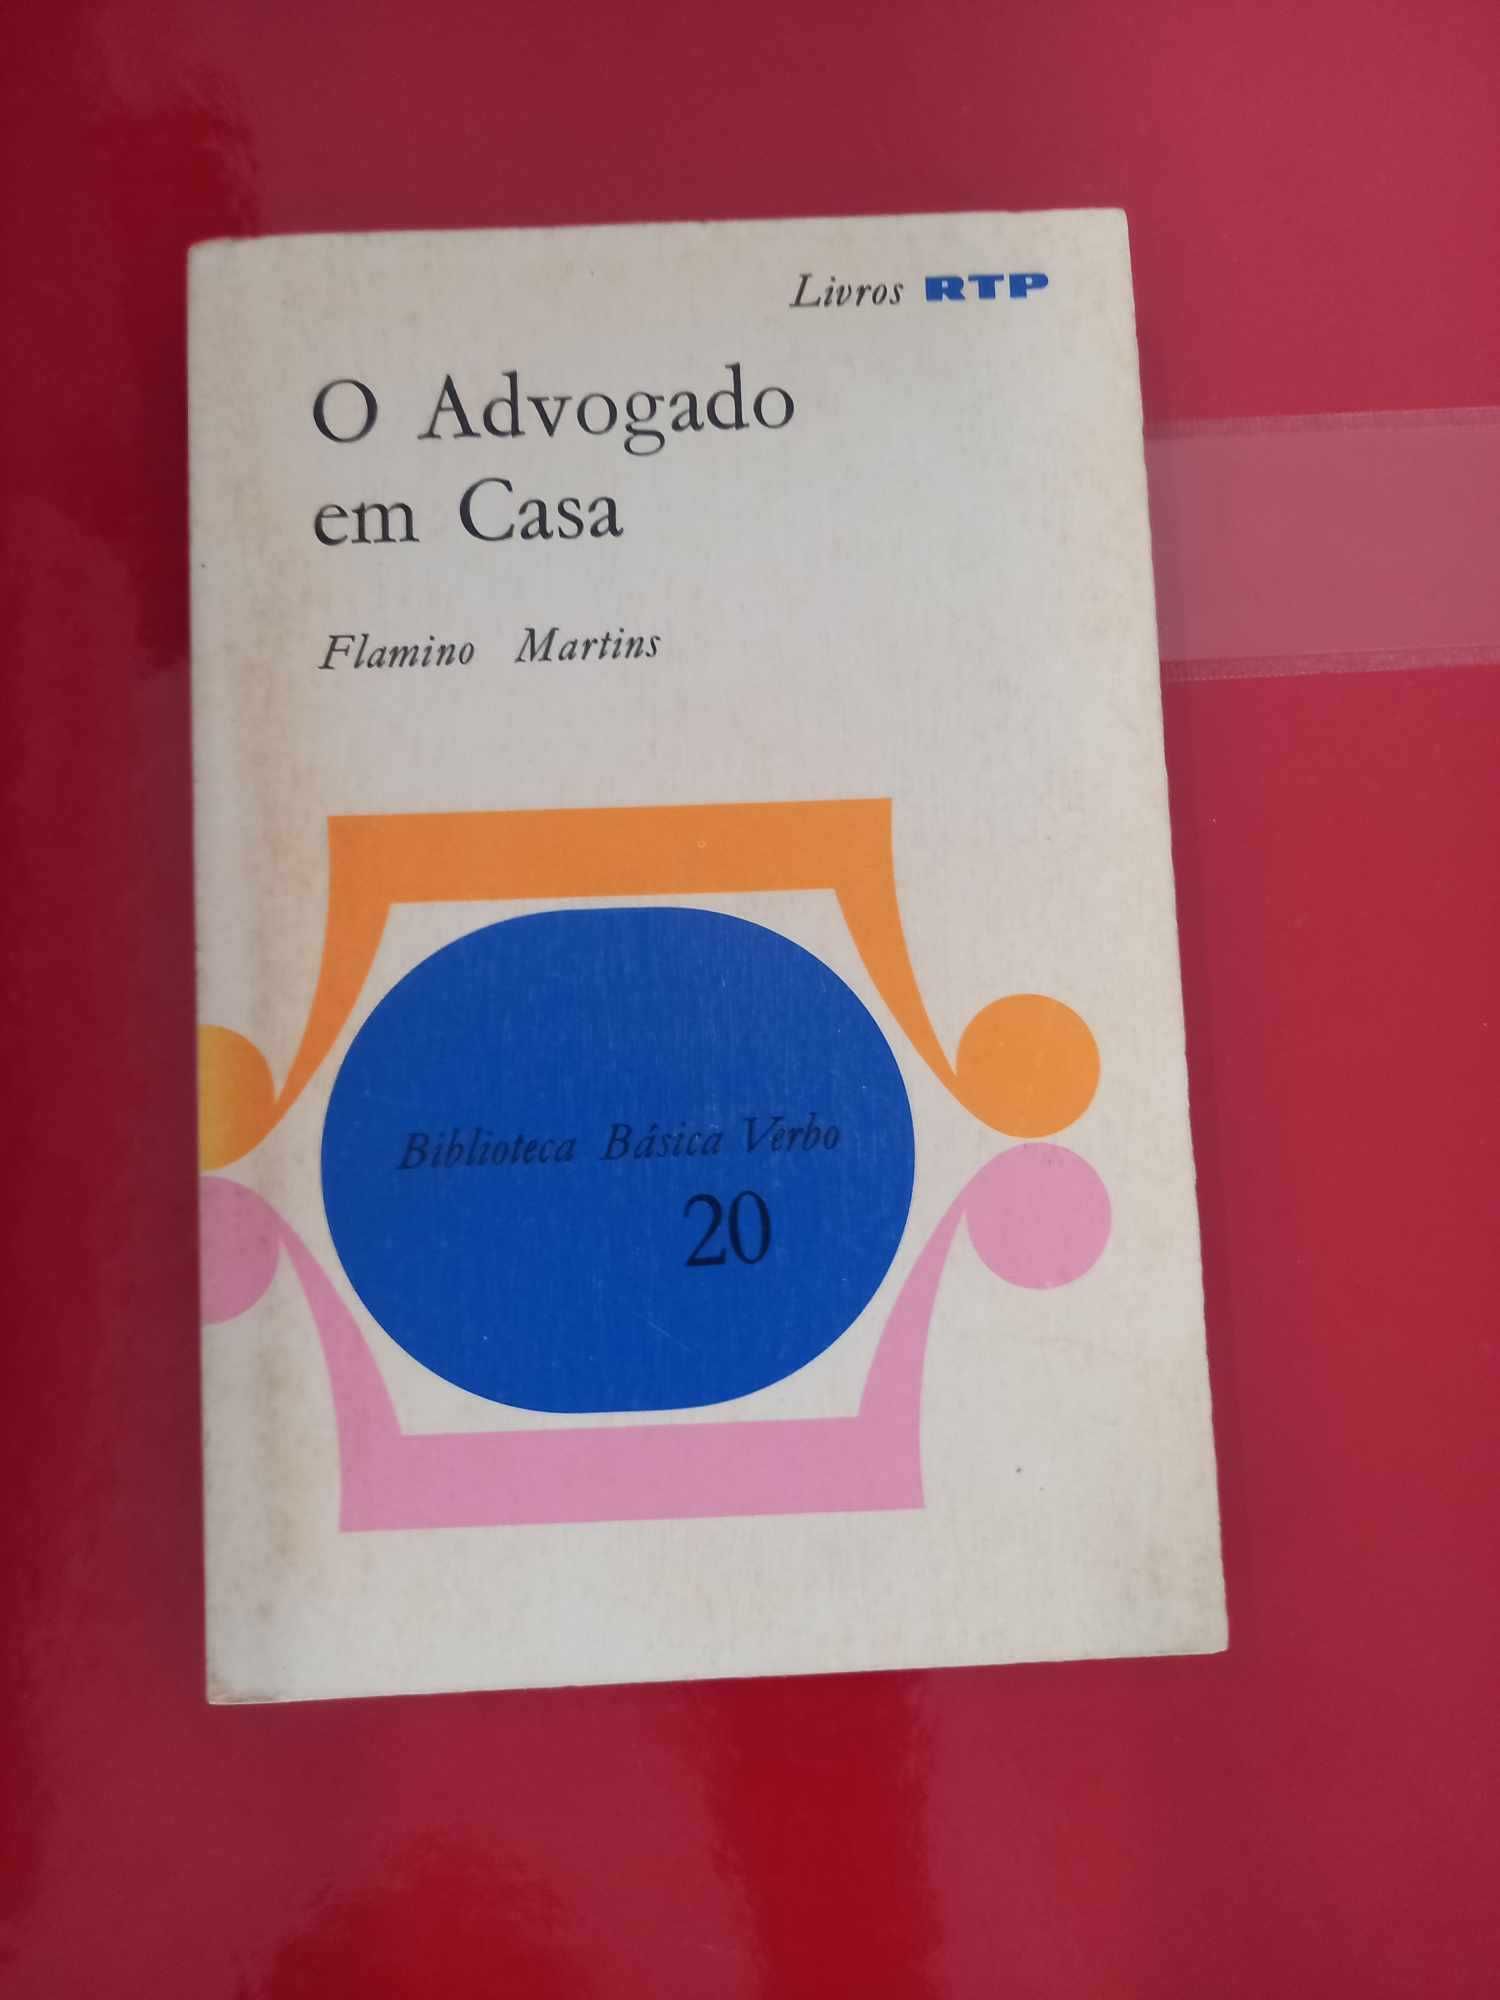 Livros RTP
O Advogado
em Casa
Flamino Martins
Biblioteca Básica Verbo
20